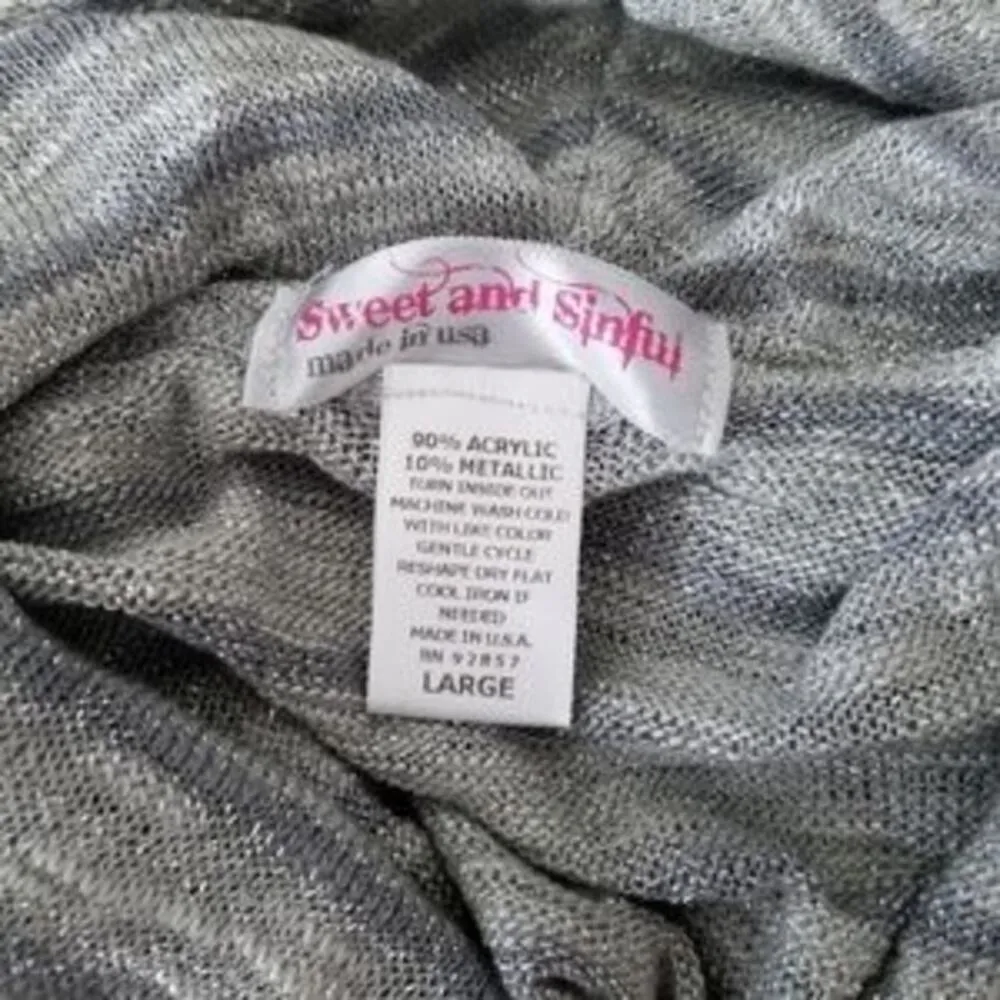 Sweet and Sinful
made in usa
90% ACRYLIC
10% METALLIC
TURN INSIDE OUT
MACHINE WASH COLD
WITH LIKE COLOR
GENTLE CYCLE
RESHAPE DRY FLAT
COOL IRON IF
NEEDED
MADE IN U.S.A.
RN 92857
LARGE